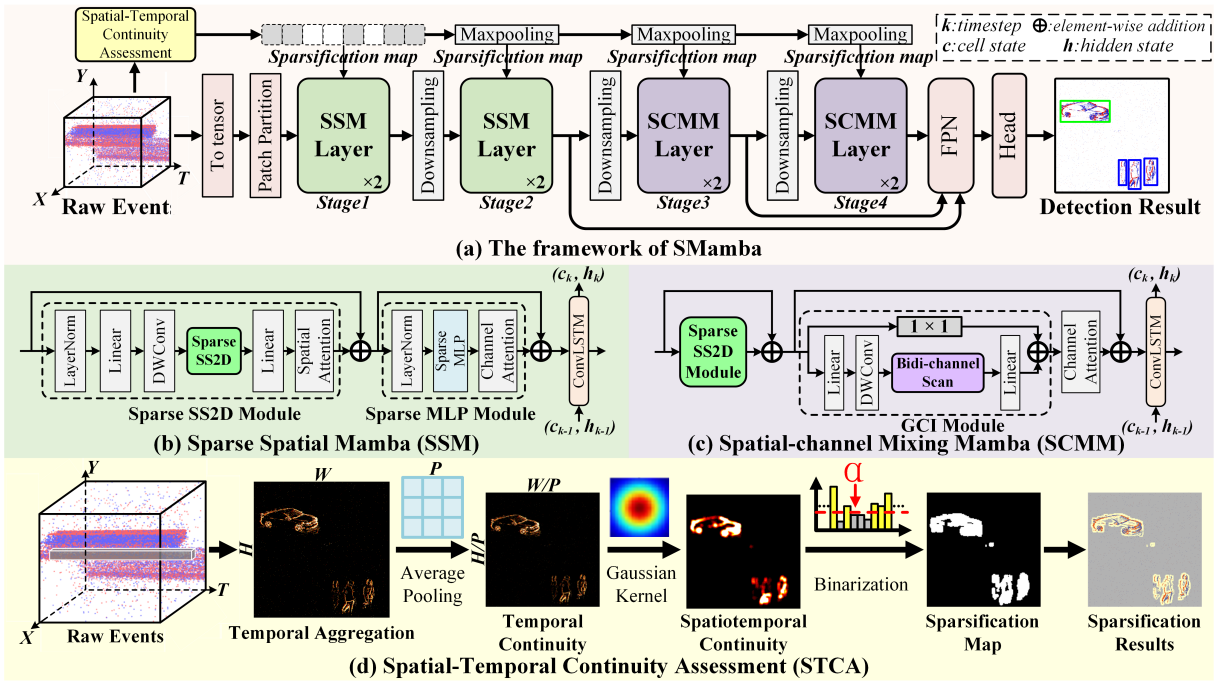 Spatial-Temporal
Continuity
Assessment
Maxpooling
Maxpooling
Maxpooling
k:timestep ⊕:element-wise addition
c:cell state h:hidden state
Sparsification map
Sparsification map
Sparsification map
Sparsification map
Y
X
T
Raw Events
To tensor
Patch Partition
SSM
Layer
×2
Stage1
Downsampling
SSM
Layer
×2
Stage2
Downsampling
SCMM
Layer
×2
Stage3
Downsampling
SCMM
Layer
×2
Stage4
FPN
Head
Detection Result
(a) The framework of SMamba
LayerNorm
Linear
DWConv
Sparse
SS2D
Linear
Spatial
Attention
Sparse SS2D Module
LayerNorm
Sparse
MLP
Channel
Attention
Sparse MLP Module
(cₖ, hₖ)
ConvLSTM
(cₖ₋₁, hₖ₋₁)
(b) Sparse Spatial Mamba (SSM)
Sparse
SS2D
Module
1 × 1
Linear
DWConv
Bidi-channel
Scan
Linear
GCI Module
Channel
Attention
(cₖ, hₖ)
ConvLSTM
(cₖ₋₁, hₖ₋₁)
(c) Spatial-channel Mixing Mamba (SCMM)
Y
X
T
Raw Events
W
H
Temporal Aggregation
P
Average
Pooling
W/P
H/P
Temporal
Continuity
Gaussian
Kernel
Spatiotemporal
Continuity
α
Binarization
Sparsification
Map
Sparsification
Results
(d) Spatial-Temporal Continuity Assessment (STCA)